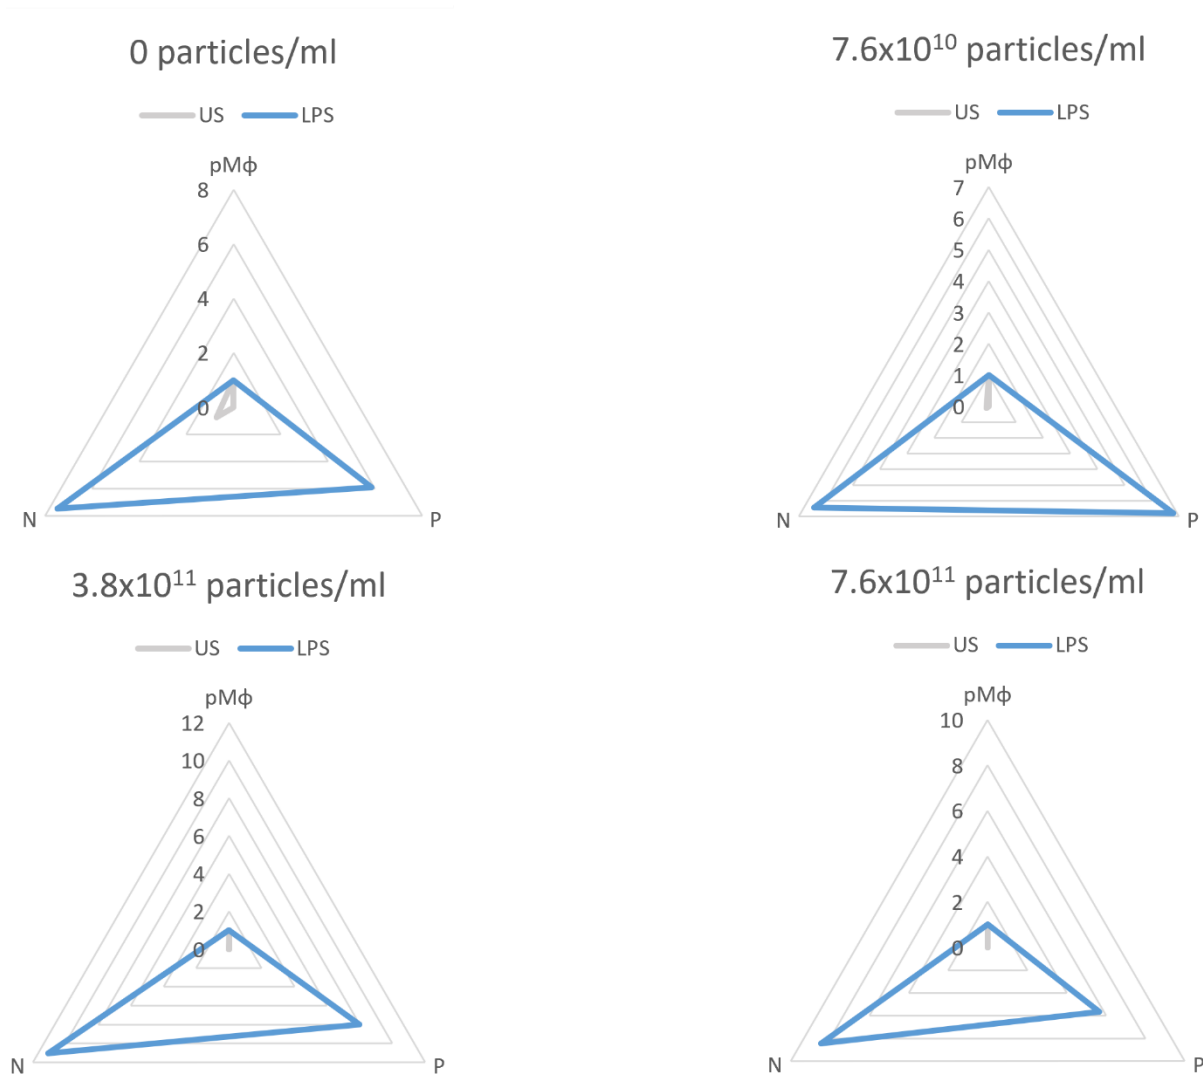 0 particles/ml
US LPS
pMϕ
8
6
4
2
0
N P
7.6x10¹⁰ particles/ml
US LPS
pMϕ
7
6
5
4
3
2
1
0
N P
3.8x10¹¹ particles/ml
US LPS
pMϕ
12
10
8
6
4
2
0
N P
7.6x10¹¹ particles/ml
US LPS
pMϕ
10
8
6
4
2
0
N P